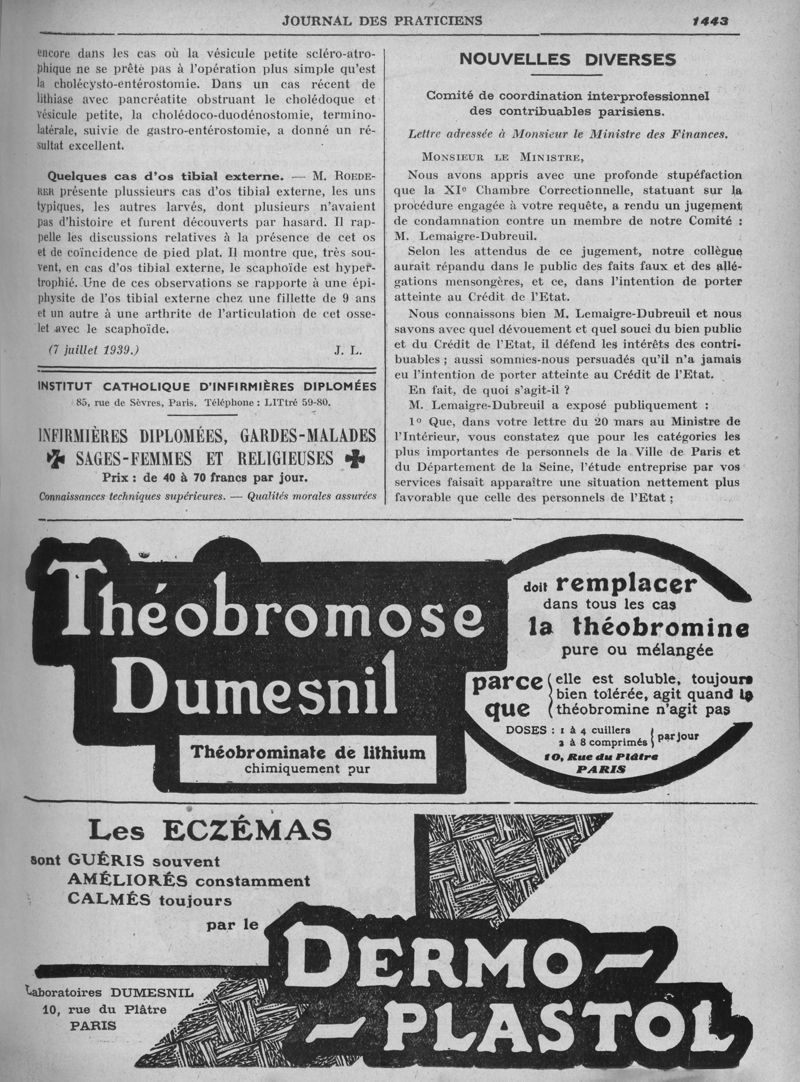 JOURNAL DES PRATICIENS 1443
encore dans les cas où la vésicule petite scléro-atro-
phique ne se prête pas à l'opération plus simple qu'est
la cholécysto-entérostomie. Dans un cas récent de
lithiase avec pancréatite obstruant le cholédoque et
vésicule petite, la cholédoco-duodénostomie, termino-
latérale, suivie de gastro-entérostomie, a donné un ré-
sultat excellent.
Quelques cas d'os tibial externe. — M. ROEDE-
RER présente plussieurs cas d'os tibial externe, les uns
typiques, les autres larvés, dont plusieurs n'avaient
pas d'histoire et furent découverts par hasard. Il rap-
pelle les discussions relatives à la présence de cet os
et de coïncidence de pied plat. Il montre que, très sou-
vent, en cas d'os tibial externe, le scaphoïde est hyper-
trophié. Une de ces observations se rapporte à une épi-
physite de l'os tibial externe chez une fillette de 9 ans
et un autre à une arthrite de l'articulation de cet osse-
let avec le scaphoïde.
(7 juillet 1939.) J. L.
INSTITUT CATHOLIQUE D'INFIRMIÈRES DIPLOMÉES
85, rue de Sèvres, Paris. Téléphone : LITtré 59-80.
INFIRMIÈRES DIPLOMÉES, GARDES-MALADES
SAGES-FEMMES ET RELIGIEUSES
Prix : de 40 à 70 francs par jour.
Connaissances techniques supérieures. — Qualités morales assurées
NOUVELLES DIVERSES
Comité de coordination interprofessionnel
des contribuables parisiens.
Lettre adressée à Monsieur le Ministre des Finances.
MONSIEUR LE MINISTRE,
Nous avons appris avec une profonde stupéfaction
que la XIe Chambre Correctionnelle, statuant sur la
procédure engagée à votre requête, a rendu un jugement
de condamnation contre un membre de notre Comité :
M. Lemaigre-Dubreuil.
Selon les attendus de ce jugement, notre collègue
aurait répandu dans le public des faits faux et des allé-
gations mensongères, et ce, dans l'intention de porter
atteinte au Crédit de l'Etat.
Nous connaissons bien M. Lemaigre-Dubreuil et nous
savons avec quel dévouement et quel souci du bien public
et du Crédit de l'Etat, il défend les intérêts des contri-
buables ; aussi sommes-nous persuadés qu'il n'a jamais
eu l'intention de porter atteinte au Crédit de l'Etat.
En fait, de quoi s'agit-il ?
M. Lemaigre-Dubreuil a exposé publiquement :
1° Que, dans votre lettre du 20 mars au Ministre de
l'Intérieur, vous constatez que pour les catégories les
plus importantes de personnels de la Ville de Paris et
du Département de la Seine, l'étude entreprise par vos
services faisait apparaître une situation nettement plus
favorable que celle des personnels de l'Etat ;
Théobromose
Dumesnil
Théobrominate de lithium
chimiquement pur
doit remplacer
dans tous les cas
la théobromine
pure ou mélangée
parce que elle est soluble, toujours
bien tolérée, agit quand la
théobromine n'agit pas
DOSES : 1 à 4 cuillers
2 à 8 comprimés par jour
10, Rue du Plâtre
PARIS
Les ECZÉMAS
sont GUÉRIS souvent
AMÉLIORÉS constamment
CALMÉS toujours
par le
DERMO-
-PLASTOL
Laboratoires DUMESNIL
10, rue du Plâtre
PARIS